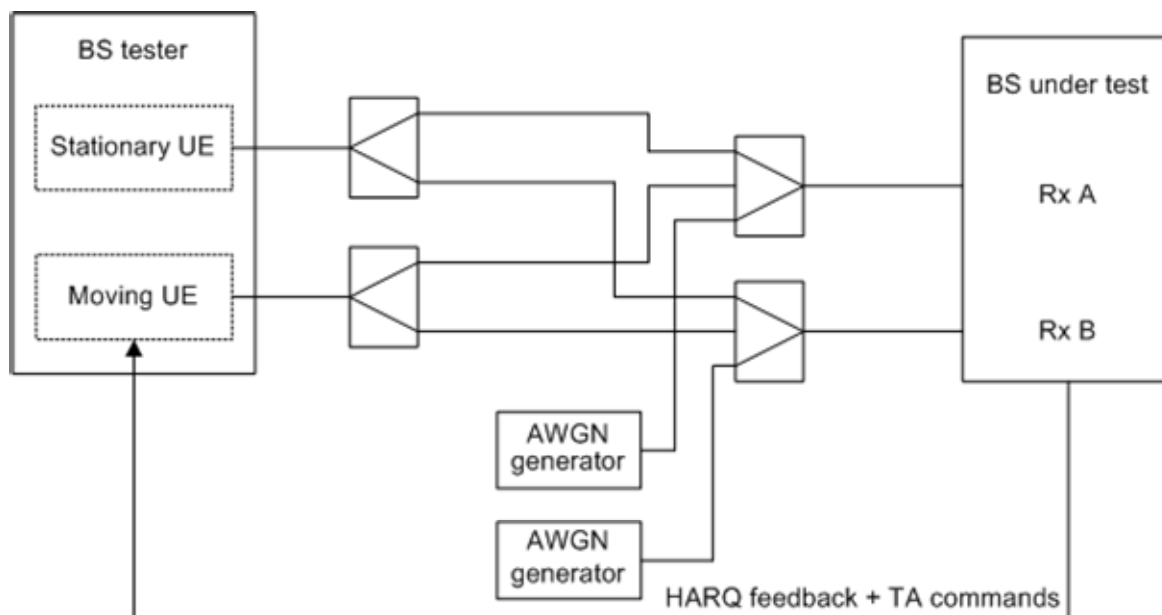 BS tester
Stationary UE
Moving UE
BS under test
Rx A
Rx B
AWGN
generator
AWGN
generator
HARQ feedback + TA commands